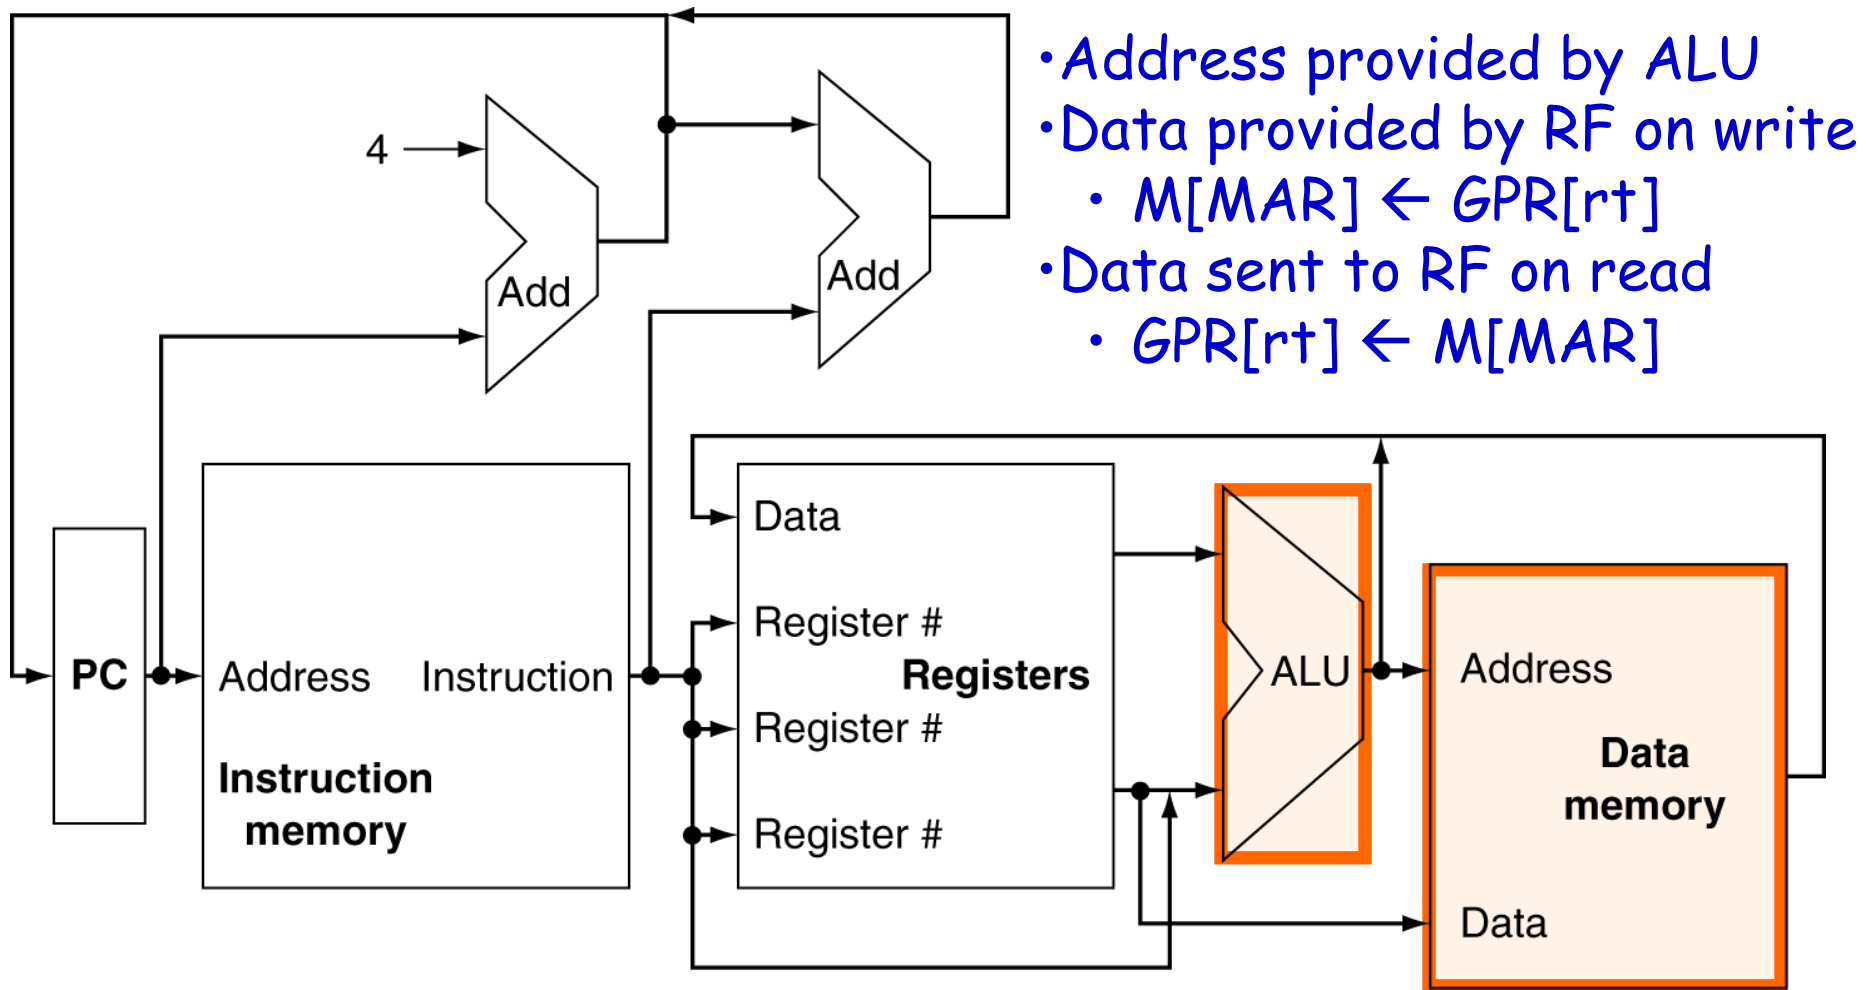 •Address provided by ALU
•Data provided by RF on write
• M[MAR] ← GPR[rt]
•Data sent to RF on read
• GPR[rt] ← M[MAR]
4
Add
Add
PC
Address
Instruction
Instruction
memory
Data
Register #
Registers
Register #
Register #
ALU
Address
Data
memory
Data